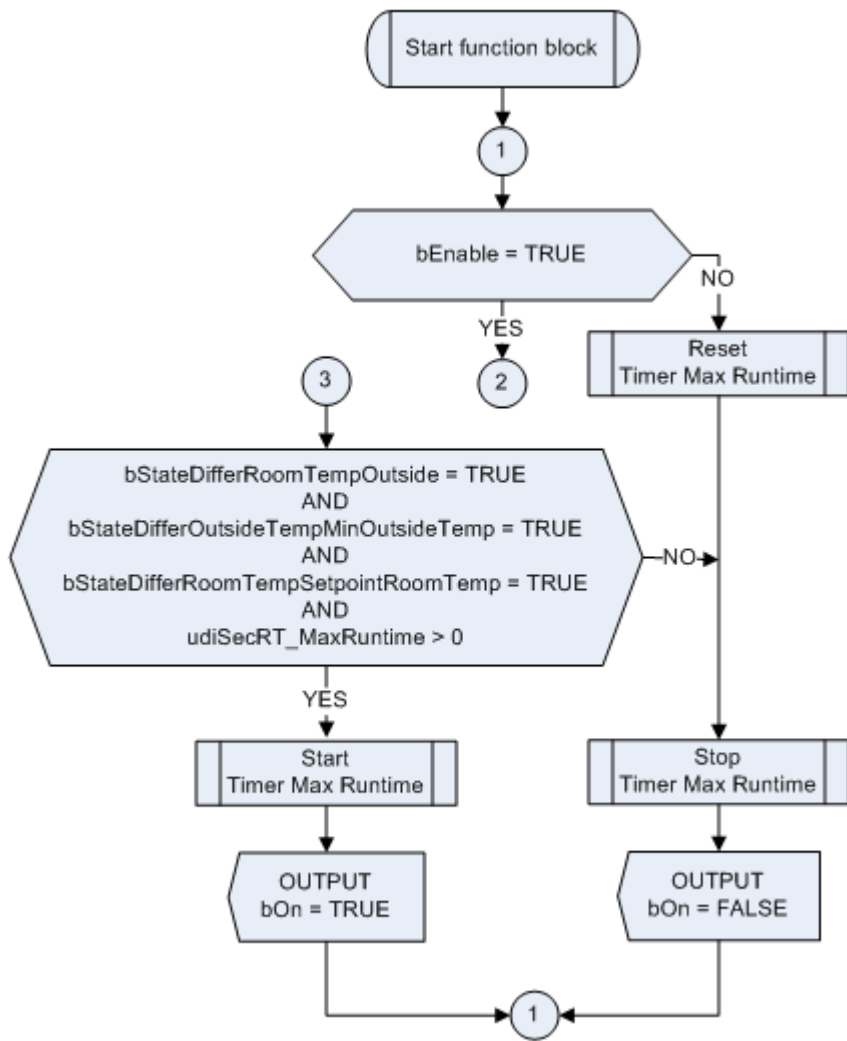 Start function block
1
bEnable = TRUE
NO
YES
Reset
Timer Max Runtime
3
2
bStateDifferRoomTempOutside = TRUE
AND
bStateDifferOutsideTempMinOutsideTemp = TRUE
AND
bStateDifferRoomTempSetpointRoomTemp = TRUE
AND
udiSecRT_MaxRuntime > 0
NO
YES
Start
Timer Max Runtime
Stop
Timer Max Runtime
OUTPUT
bOn = TRUE
OUTPUT
bOn = FALSE
1